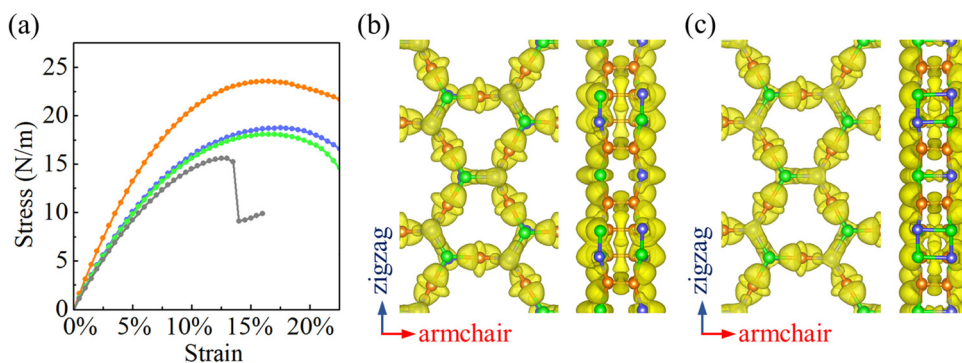 (a)
25
20
15
10
5
0
Stress (N/m)
0% 5% 10% 15% 20%
Strain
(b)
zigzag
armchair
(c)
zigzag
armchair